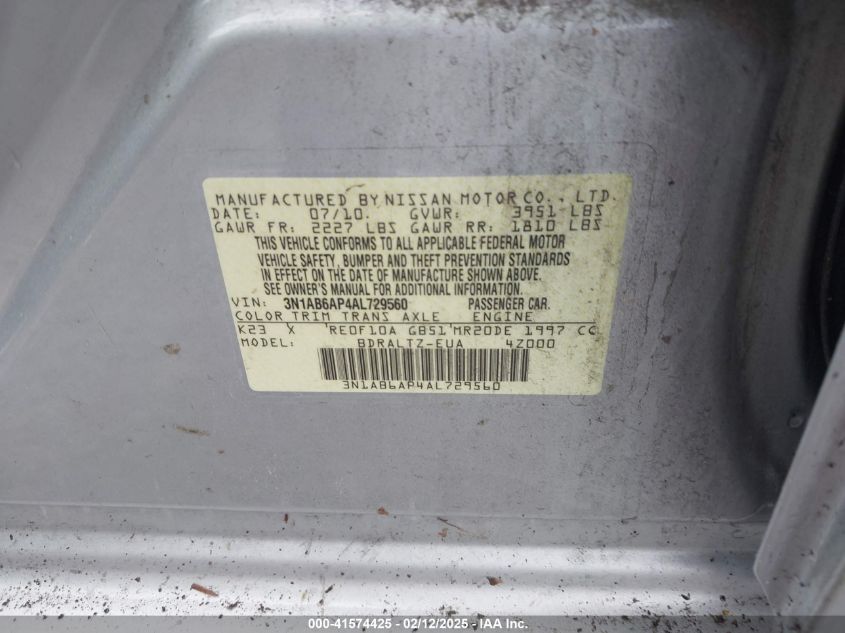 MANUFACTURED BY NISSAN MOTOR CO., LTD.
DATE: 07/10. GVWR: 3951 LBS
GAWR FR: 2227 LBS GAWR RR: 1810 LBS
THIS VEHICLE CONFORMS TO ALL APPLICABLE FEDERAL MOTOR
VEHICLE SAFETY, BUMPER AND THEFT PREVENTION STANDARDS
IN EFFECT ON THE DATE OF MANUFACTURE SHOWN ABOVE.
SEE OWNER'S MANUAL FOR ADDITIONAL INFORMATION.
VIN: 3N1AB6AP4AL729560 PASSENGER CAR.
COLOR TRIM TRANS AXLE ENGINE
K23 X RE0F10A GB51 MR20DE 1997 CC
MODEL: BDRALTZ-EUA 4Z000
3N1AB6AP4AL729560
000-41574425 - 02/12/2025 - IAA Inc.